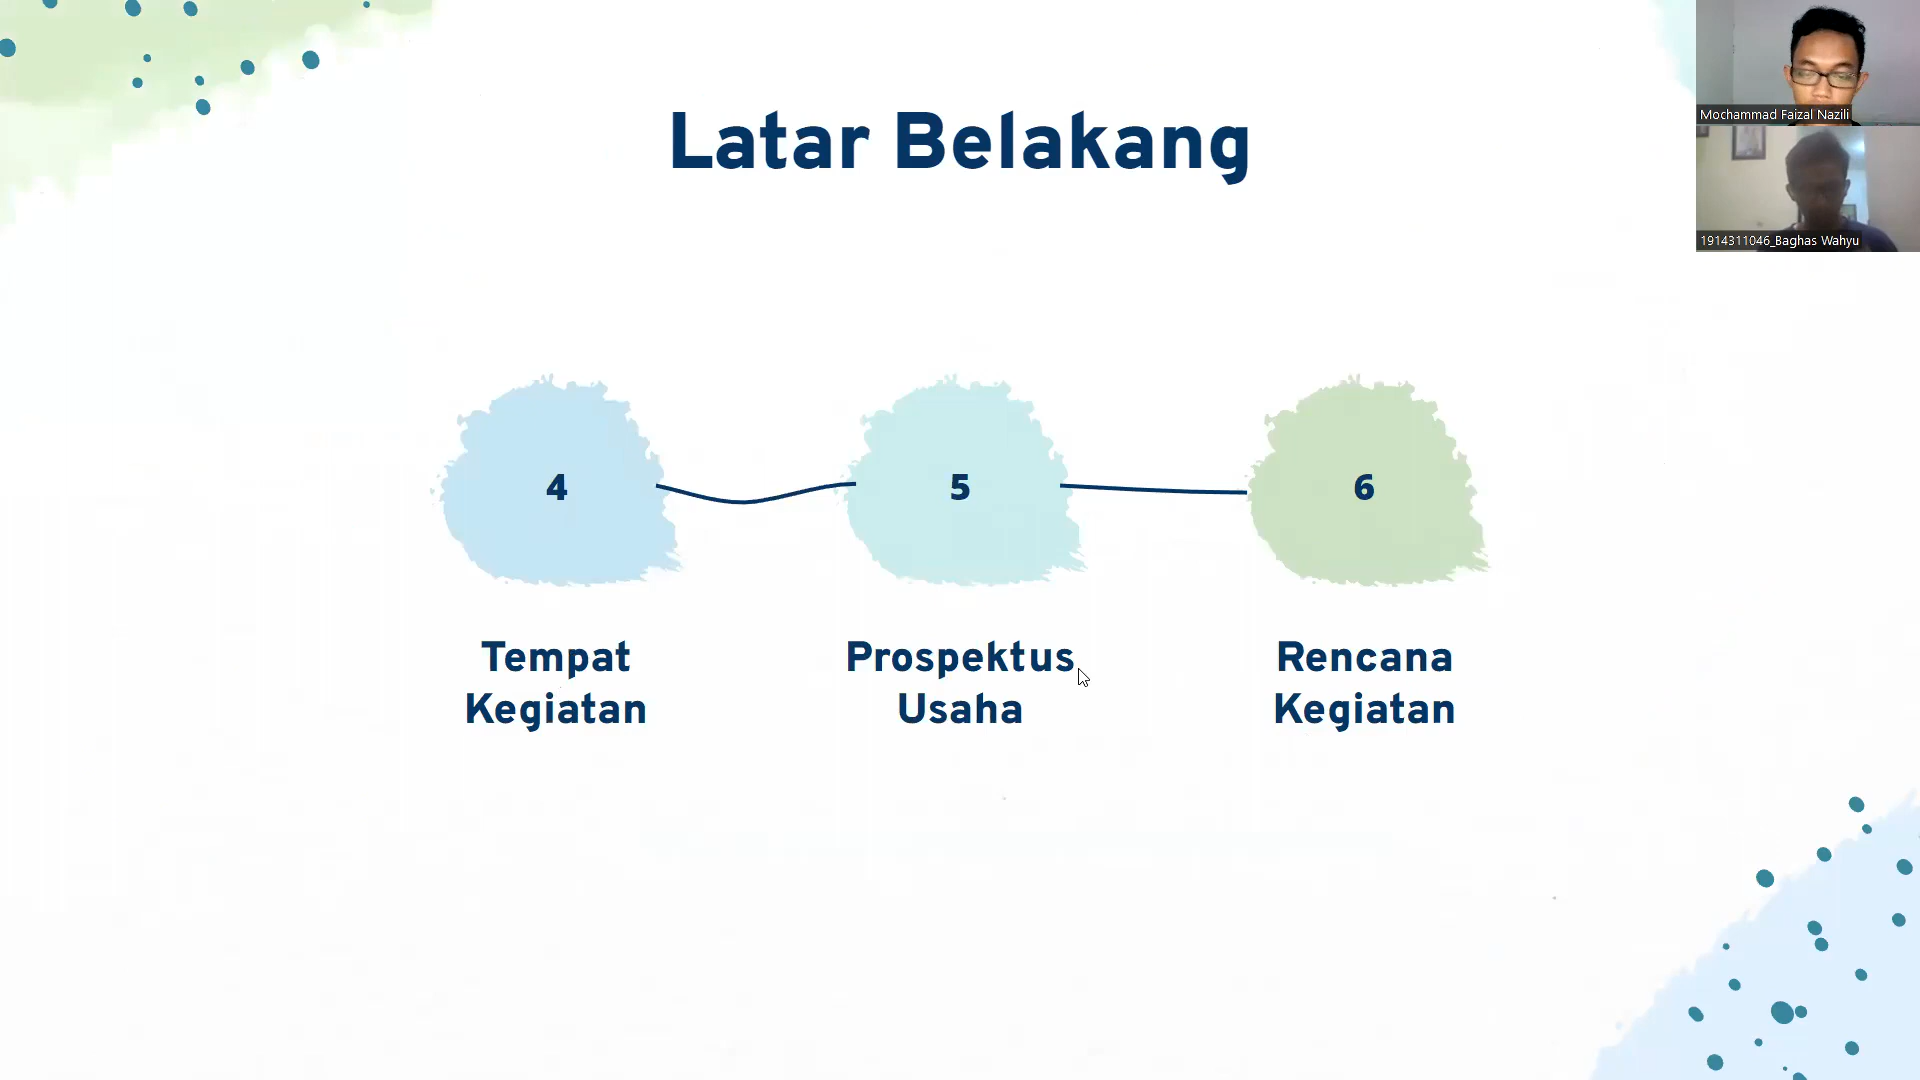 Latar Belakang
Mochammad Faizal Nazili
1914311046_Baghas Wahyu
4
5
6
Tempat
Kegiatan
Prospektus
Usaha
Rencana
Kegiatan